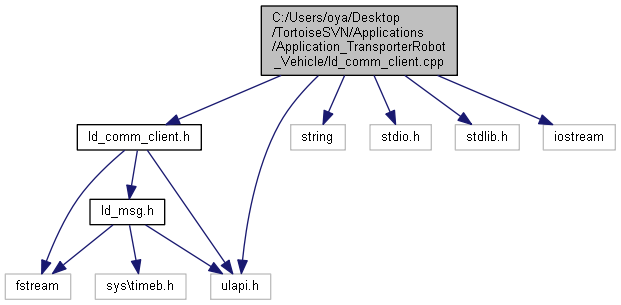 C:/Users/oya/Desktop
/TortoiseSVN/Applications
/Application_TransporterRobot
_Vehicle/ld_comm_client.cpp
ld_comm_client.h
string
stdio.h
stdlib.h
iostream
ld_msg.h
fstream
sys\timeb.h
ulapi.h